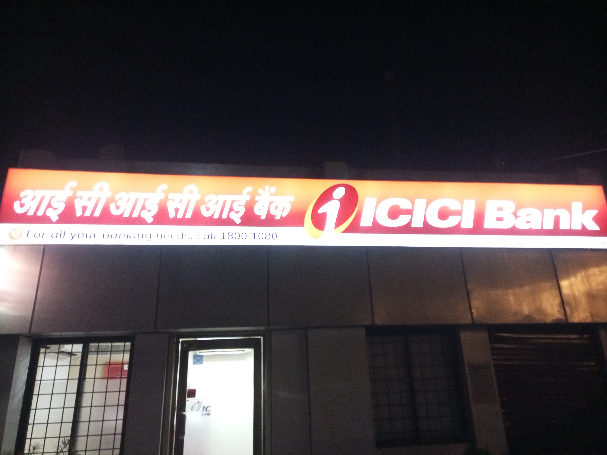 आई सी आई सी आई बैंक ICICI Bank
For all your banking needs, call 1800 1080